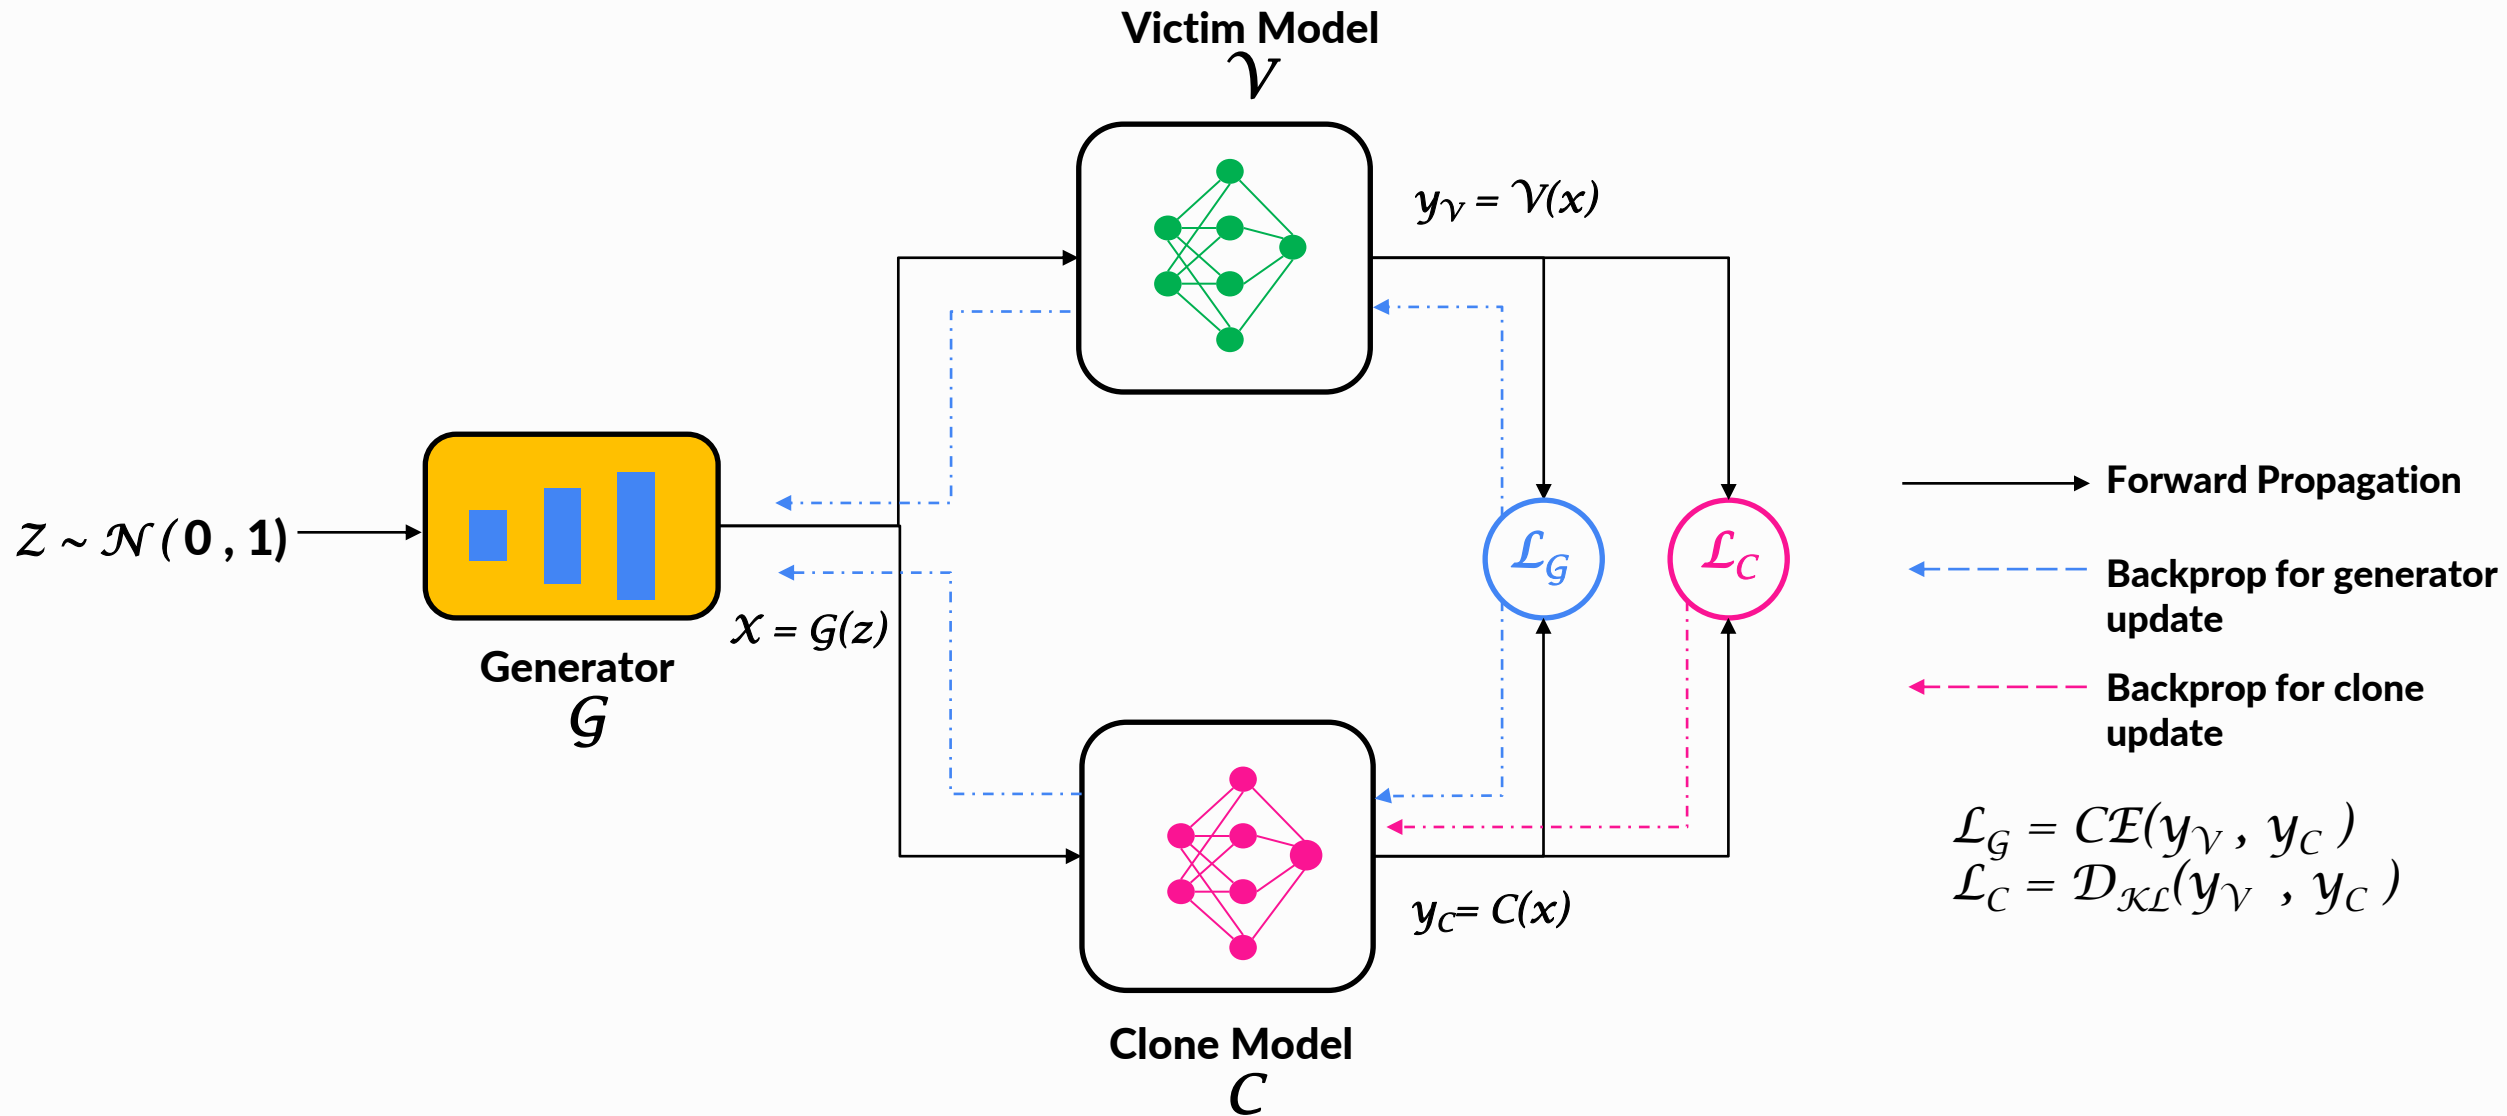 Victim Model
𝒱
y𝒱 = 𝒱(x)
Z ~ 𝒩 ( 0 , 1)
X = G(z)
Generator
G
ℒG
ℒC
Forward Propagation
Backprop for generator
update
Backprop for clone
update
ℒG = CE(y𝒱 , yC )
ℒC = DKL(y𝒱 , yC )
yC= C(x)
Clone Model
C